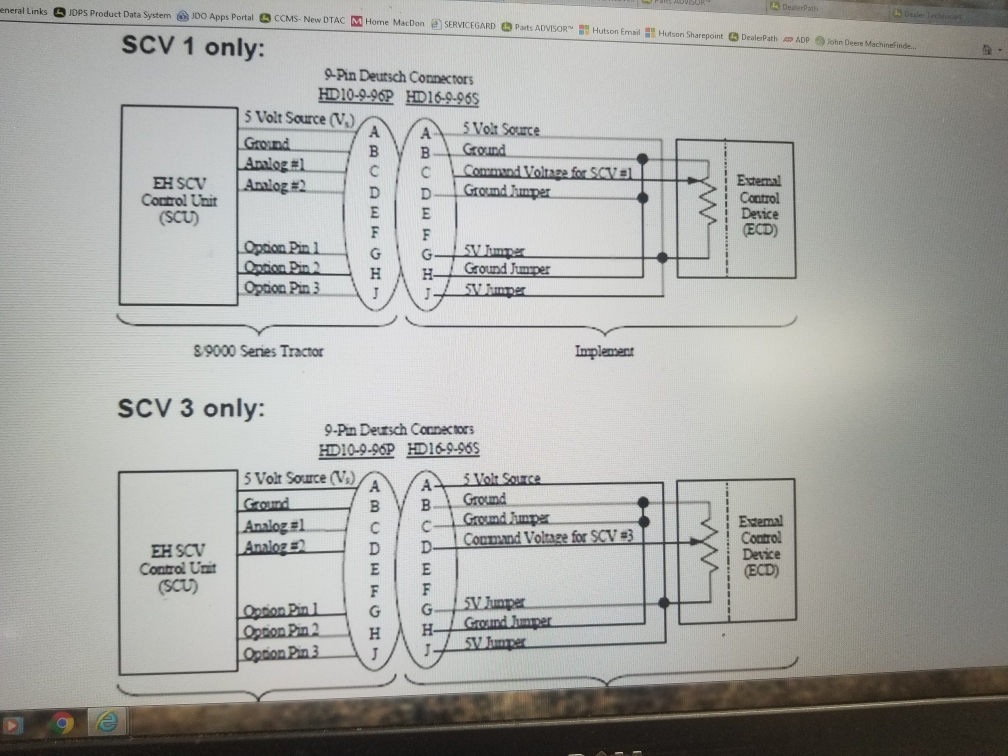 eneral Links JDPS Product Data System JDO Apps Portal CCMS- New DTAC Home MacDon SERVICEGARD Parts ADVISOR™ Hutson Email Hutson Sharepoint DealerPath ADP John Deere MachineFinde...
DealerPath
SCV 1 only:
9-Pin Deutsch Connectors
HD10-9-96P HD16-9-96S
EH SCV
Control Unit
(SCU)
5 Volt Source (Vs)
Ground
Analog #1
Analog #2
Option Pin 1
Option Pin 2
Option Pin 3
A A
B B
C C
D D
E E
F F
G G
H H
J J
5 Volt Source
Ground
Command Voltage for SCV #1
Ground Jumper
5V Jumper
Ground Jumper
5V Jumper
External
Control
Device
(ECD)
8/9000 Series Tractor
Implement
SCV 3 only:
9-Pin Deutsch Connectors
HD10-9-96P HD16-9-96S
EH SCV
Control Unit
(SCU)
5 Volt Source (Vs)
Ground
Analog #1
Analog #2
Option Pin 1
Option Pin 2
Option Pin 3
A A
B B
C C
D D
E E
F F
G G
H H
J J
5 Volt Source
Ground
Ground Jumper
Command Voltage for SCV #3
5V Jumper
Ground Jumper
5V Jumper
External
Control
Device
(ECD)